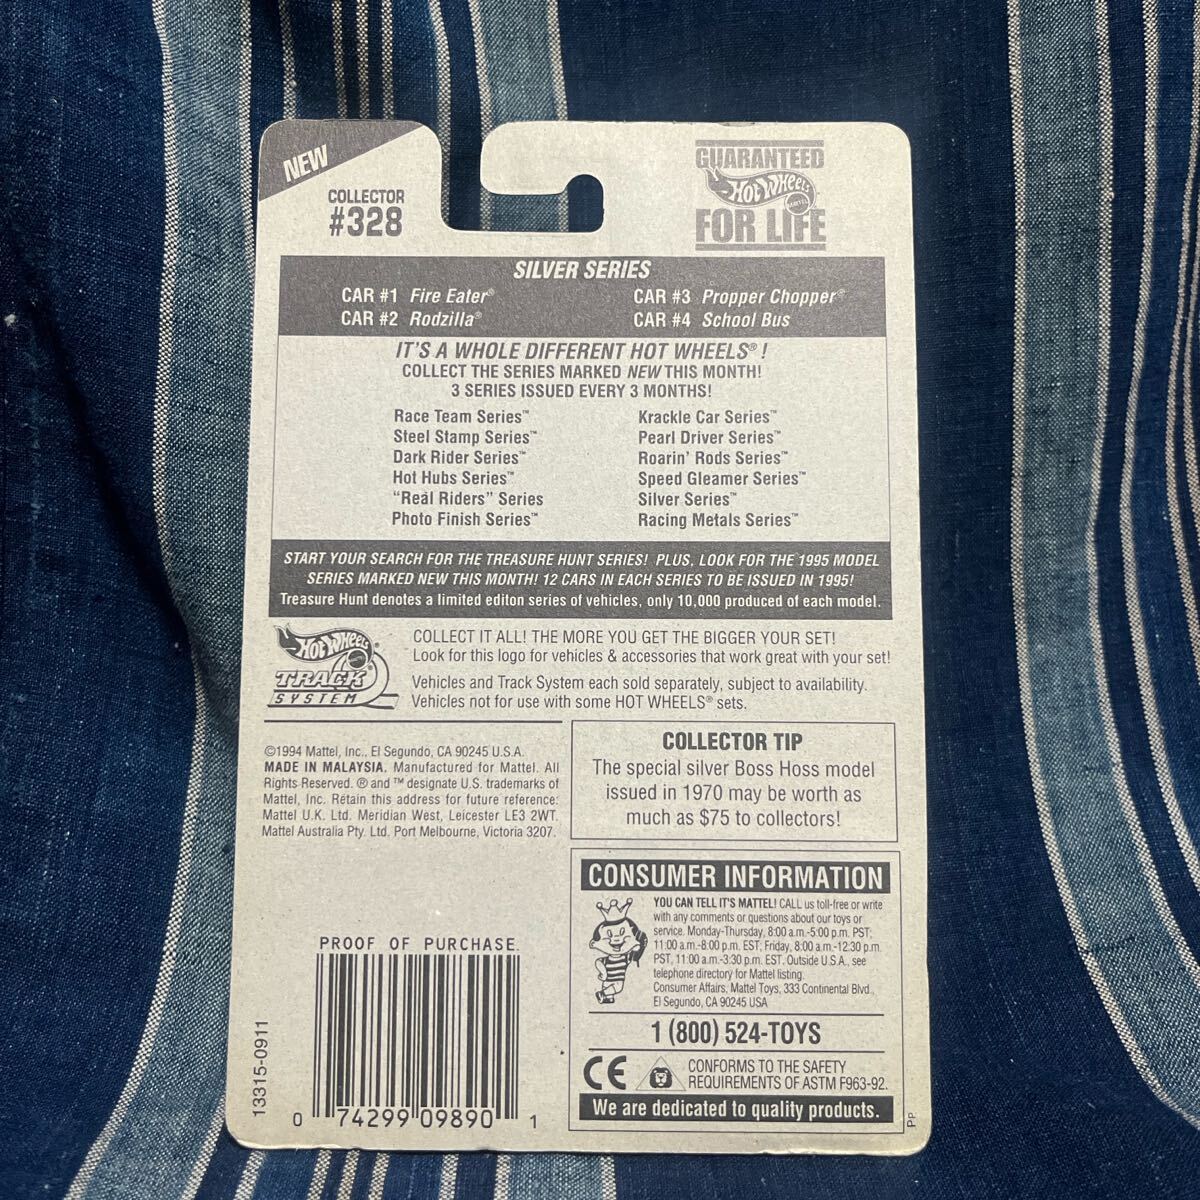 NEW
COLLECTOR
#328
GUARANTEED
HOT WHEELS
MATTEL
FOR LIFE
SILVER SERIES
CAR #1 Fire Eater®
CAR #2 Rodzilla®
CAR #3 Propper Chopper®
CAR #4 School Bus
IT'S A WHOLE DIFFERENT HOT WHEELS® !
COLLECT THE SERIES MARKED NEW THIS MONTH!
3 SERIES ISSUED EVERY 3 MONTHS!
Race Team Series™
Steel Stamp Series™
Dark Rider Series™
Hot Hubs Series™
"Real Riders" Series
Photo Finish Series™
Krackle Car Series™
Pearl Driver Series™
Roarin' Rods Series™
Speed Gleamer Series™
Silver Series™
Racing Metals Series™
START YOUR SEARCH FOR THE TREASURE HUNT SERIES! PLUS, LOOK FOR THE 1995 MODEL
SERIES MARKED NEW THIS MONTH! 12 CARS IN EACH SERIES TO BE ISSUED IN 1995!
Treasure Hunt denotes a limited editon series of vehicles, only 10,000 produced of each model.
HOT WHEELS®
TRACK
SYSTEM
COLLECT IT ALL! THE MORE YOU GET THE BIGGER YOUR SET!
Look for this logo for vehicles & accessories that work great with your set!
Vehicles and Track System each sold separately, subject to availability.
Vehicles not for use with some HOT WHEELS® sets.
©1994 Mattel, Inc., El Segundo, CA 90245 U.S.A.
MADE IN MALAYSIA. Manufactured for Mattel. All
Rights Reserved. ® and ™ designate U.S. trademarks of
Mattel, Inc. Retain this address for future reference:
Mattel U.K. Ltd. Meridian West, Leicester LE3 2WT.
Mattel Australia Pty. Ltd. Port Melbourne, Victoria 3207.
COLLECTOR TIP
The special silver Boss Hoss model
issued in 1970 may be worth as
much as $75 to collectors!
CONSUMER INFORMATION
YOU CAN TELL IT'S MATTEL! CALL us toll-free or write
with any comments or questions about our toys or
service. Monday-Thursday, 8:00 a.m.-5:00 p.m. PST;
11:00 a.m.-8:00 p.m. EST; Friday, 8:00 a.m.-12:30 p.m.
PST, 11:00 a.m.-3:30 p.m. EST. Outside U.S.A., see
telephone directory for Mattel listing.
Consumer Affairs, Mattel Toys, 333 Continental Blvd.,
El Segundo, CA 90245 USA
1 (800) 524-TOYS
CE
CONFORMS TO THE SAFETY
REQUIREMENTS OF ASTM F963-92.
We are dedicated to quality products.
PP
PROOF OF PURCHASE
13315-0911
0 74299 09890 1